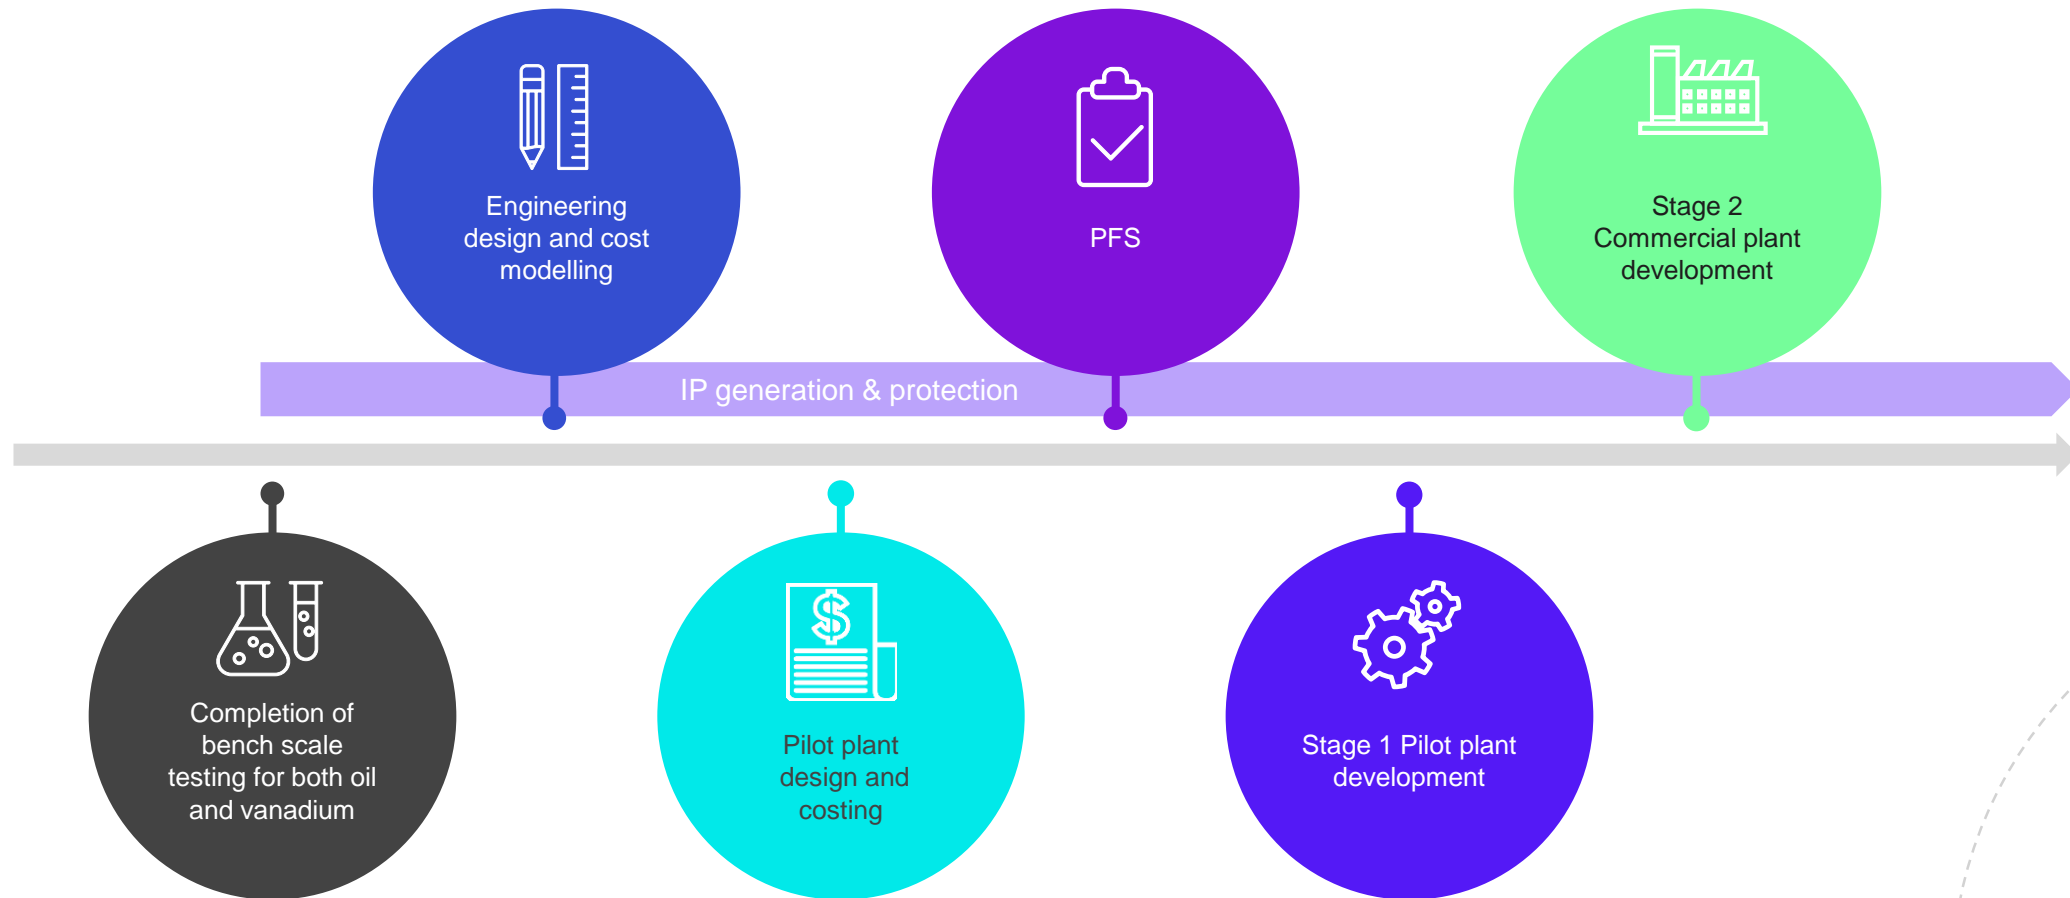 Engineering
design and cost
modelling
PFS
Stage 2
Commercial plant
development
IP generation & protection
Completion of
bench scale
testing for both oil
and vanadium
$
Pilot plant
design and
costing
Stage 1 Pilot plant
development